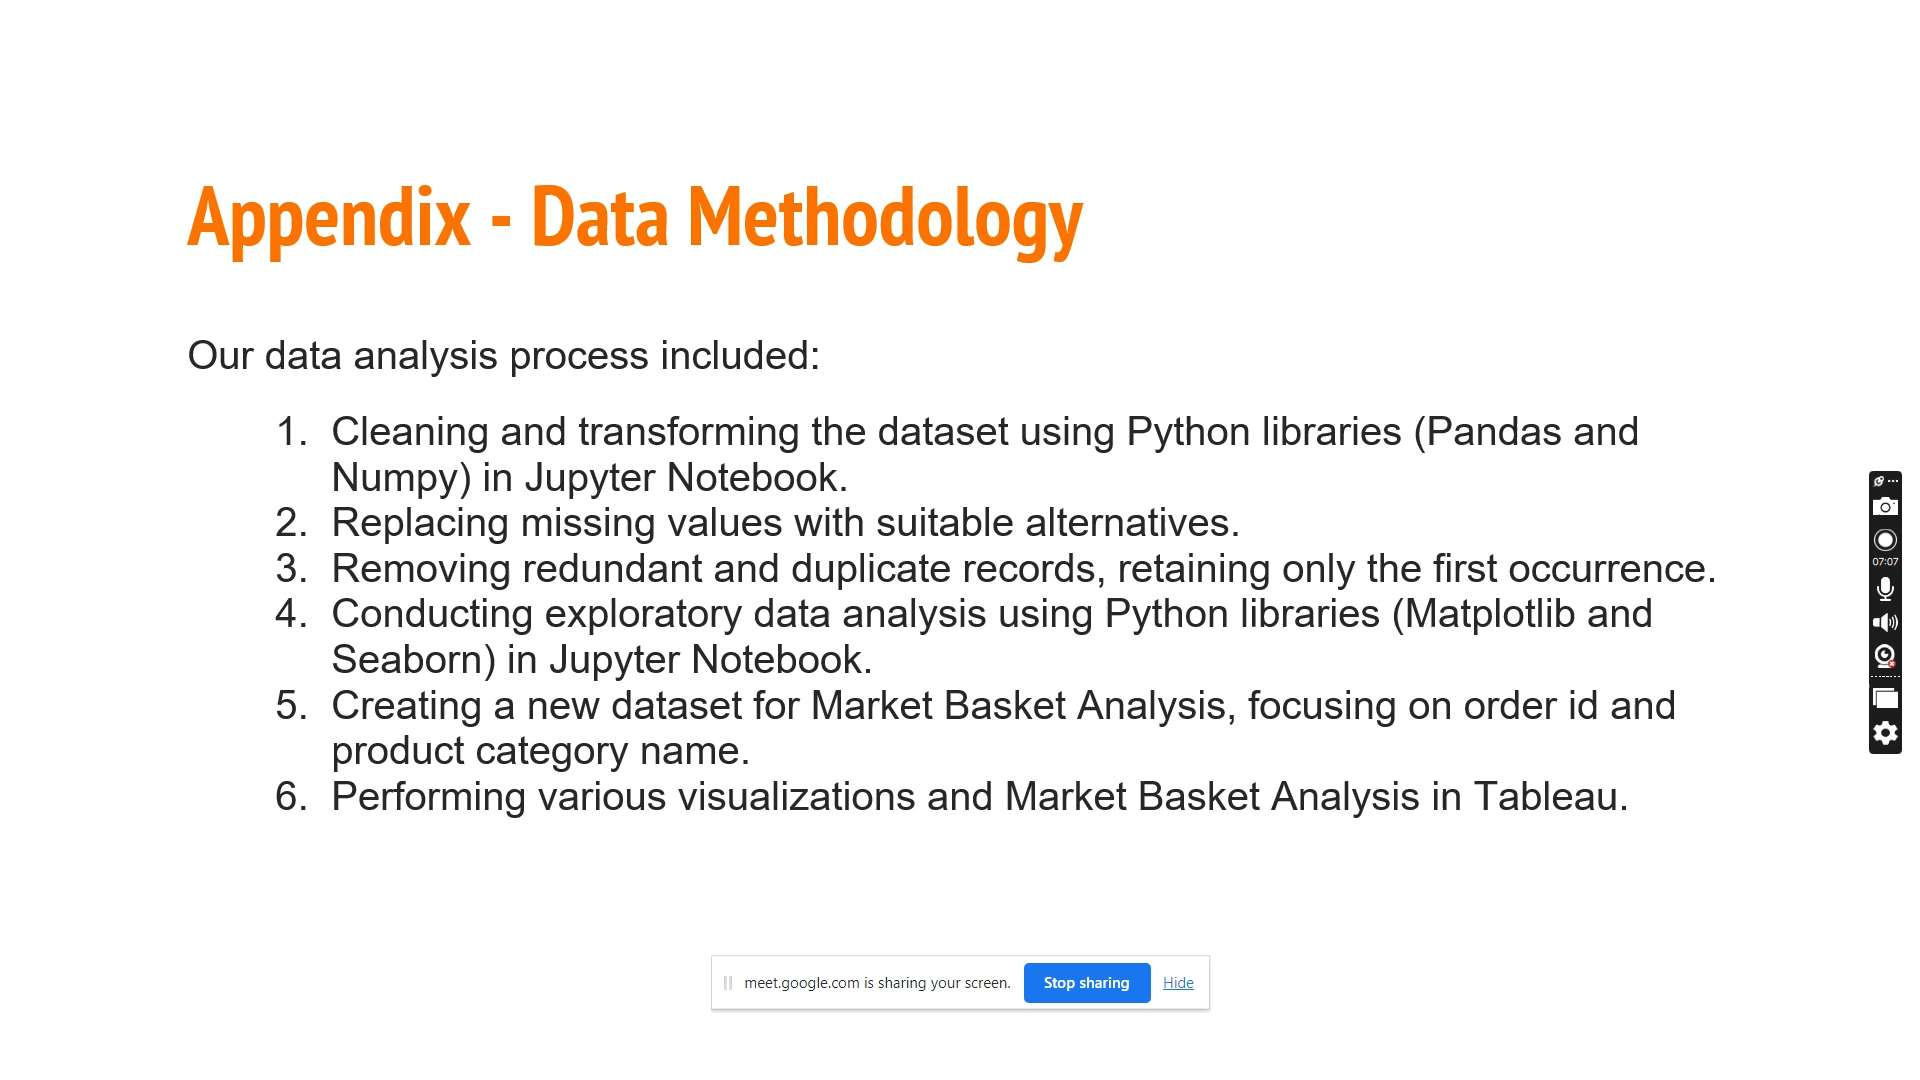 Appendix - Data Methodology
Our data analysis process included:
1. Cleaning and transforming the dataset using Python libraries (Pandas and
Numpy) in Jupyter Notebook.
2. Replacing missing values with suitable alternatives.
3. Removing redundant and duplicate records, retaining only the first occurrence.
4. Conducting exploratory data analysis using Python libraries (Matplotlib and
Seaborn) in Jupyter Notebook.
5. Creating a new dataset for Market Basket Analysis, focusing on order id and
product category name.
6. Performing various visualizations and Market Basket Analysis in Tableau.
07:07
meet.google.com is sharing your screen. Stop sharing Hide